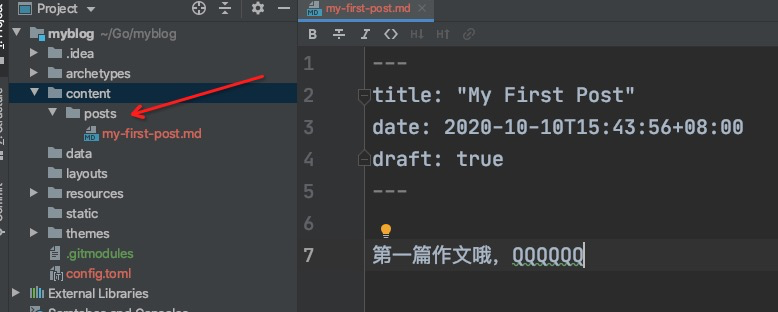 Project
myblog ~/Go/myblog
.idea
archetypes
content
posts
my-first-post.md
data
layouts
resources
static
themes
.gitmodules
config.toml
External Libraries
my-first-post.md
B I <> H↓ H↑
1 ---
2 title: "My First Post"
3 date: 2020-10-10T15:43:56+08:00
4 draft: true
5 ---
6
7 第一篇作文哦，QQQQQQ